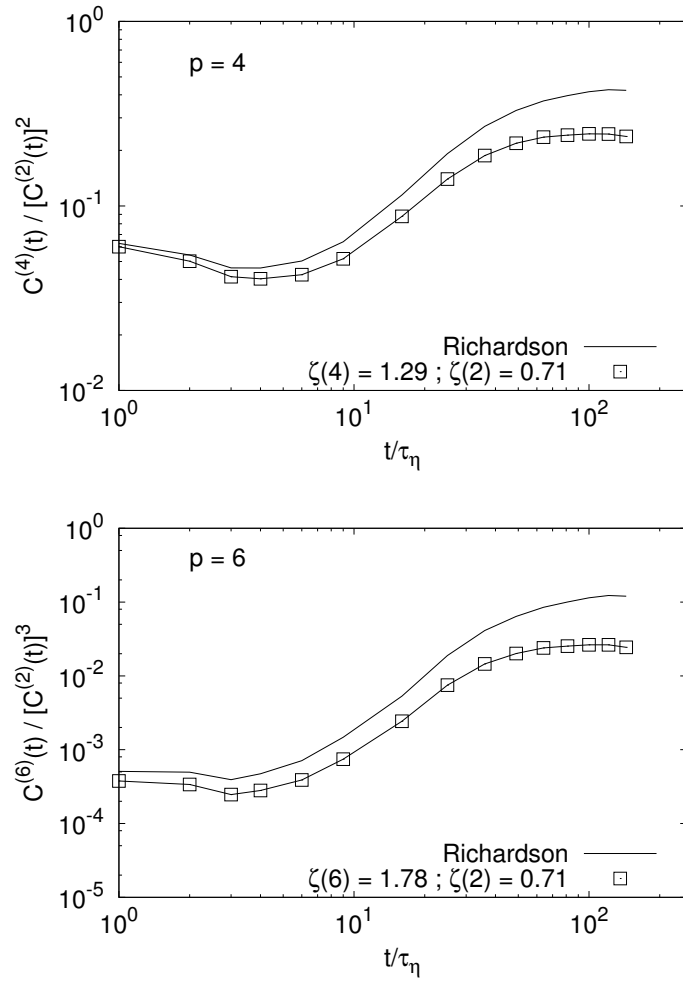 10^0
p = 4
C^(4)(t) / [C^(2)(t)]^2
10^-1
Richardson
ζ(4) = 1.29 ; ζ(2) = 0.71
10^-2
10^0 10^1 10^2
t/τ_η
10^0
p = 6
10^-1
C^(6)(t) / [C^(2)(t)]^3
10^-2
10^-3
10^-4
Richardson
ζ(6) = 1.78 ; ζ(2) = 0.71
10^-5
10^0 10^1 10^2
t/τ_η